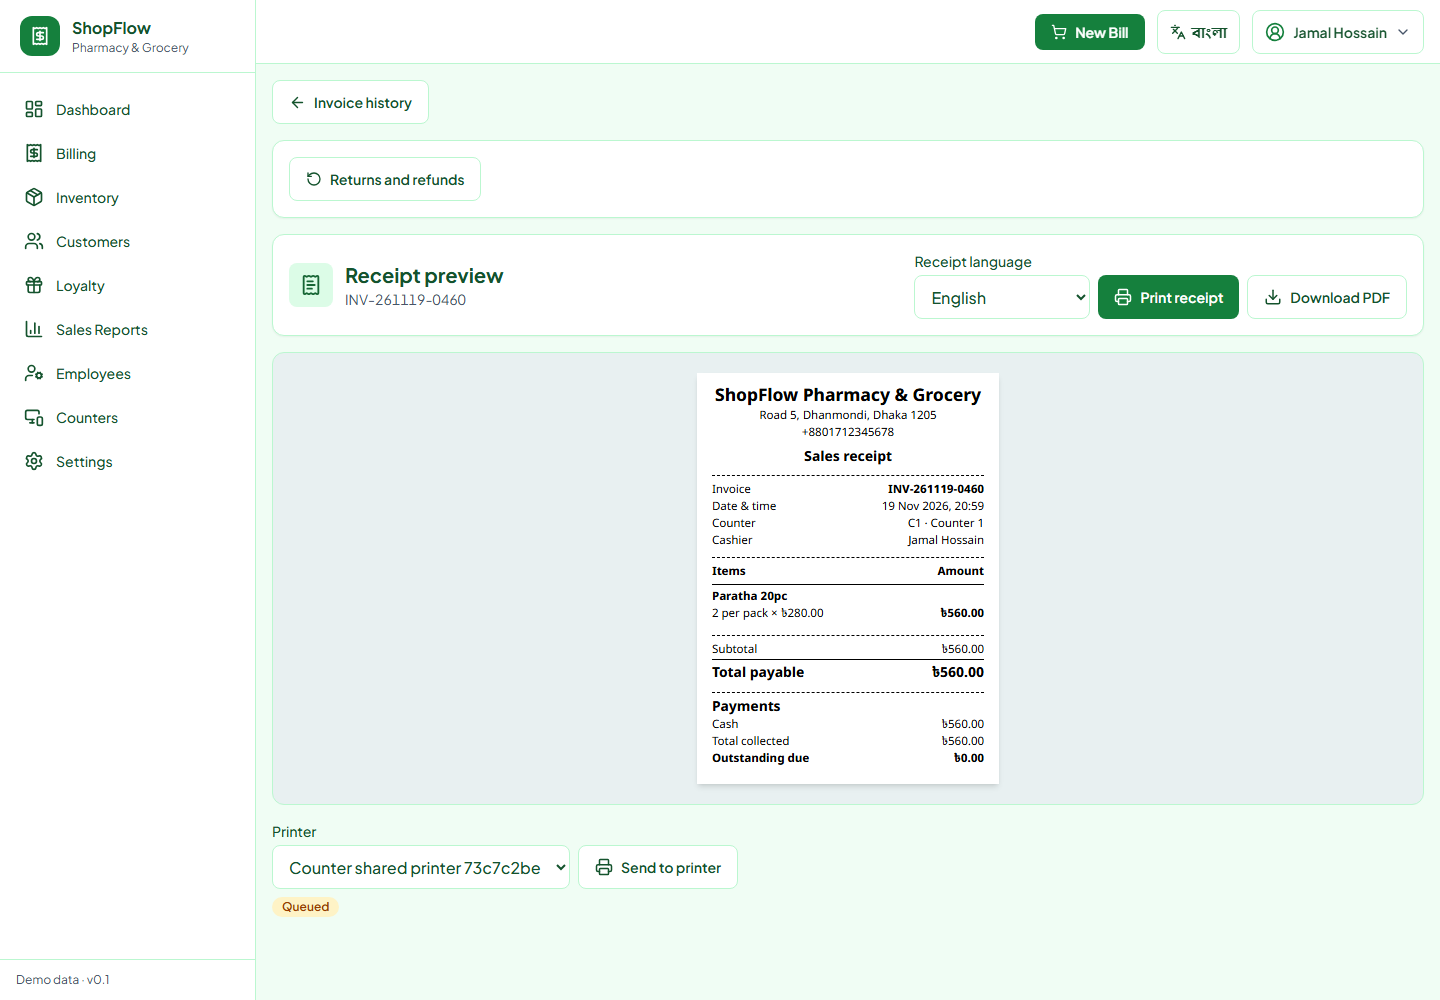 ShopFlow
Pharmacy & Grocery
New Bill
বাংলা
Jamal Hossain
Dashboard
Billing
Inventory
Customers
Loyalty
Sales Reports
Employees
Counters
Settings
Demo data · v0.1
Invoice history
Returns and refunds
Receipt preview
INV-261119-0460
Receipt language
English
Print receipt
Download PDF
ShopFlow Pharmacy & Grocery
Road 5, Dhanmondi, Dhaka 1205
+8801712345678
Sales receipt
Invoice INV-261119-0460
Date & time 19 Nov 2026, 20:59
Counter C1 · Counter 1
Cashier Jamal Hossain
Items Amount
Paratha 20pc
2 per pack × ৳280.00 ৳560.00
Subtotal ৳560.00
Total payable ৳560.00
Payments
Cash ৳560.00
Total collected ৳560.00
Outstanding due ৳0.00
Printer
Counter shared printer 73c7c2be
Send to printer
Queued